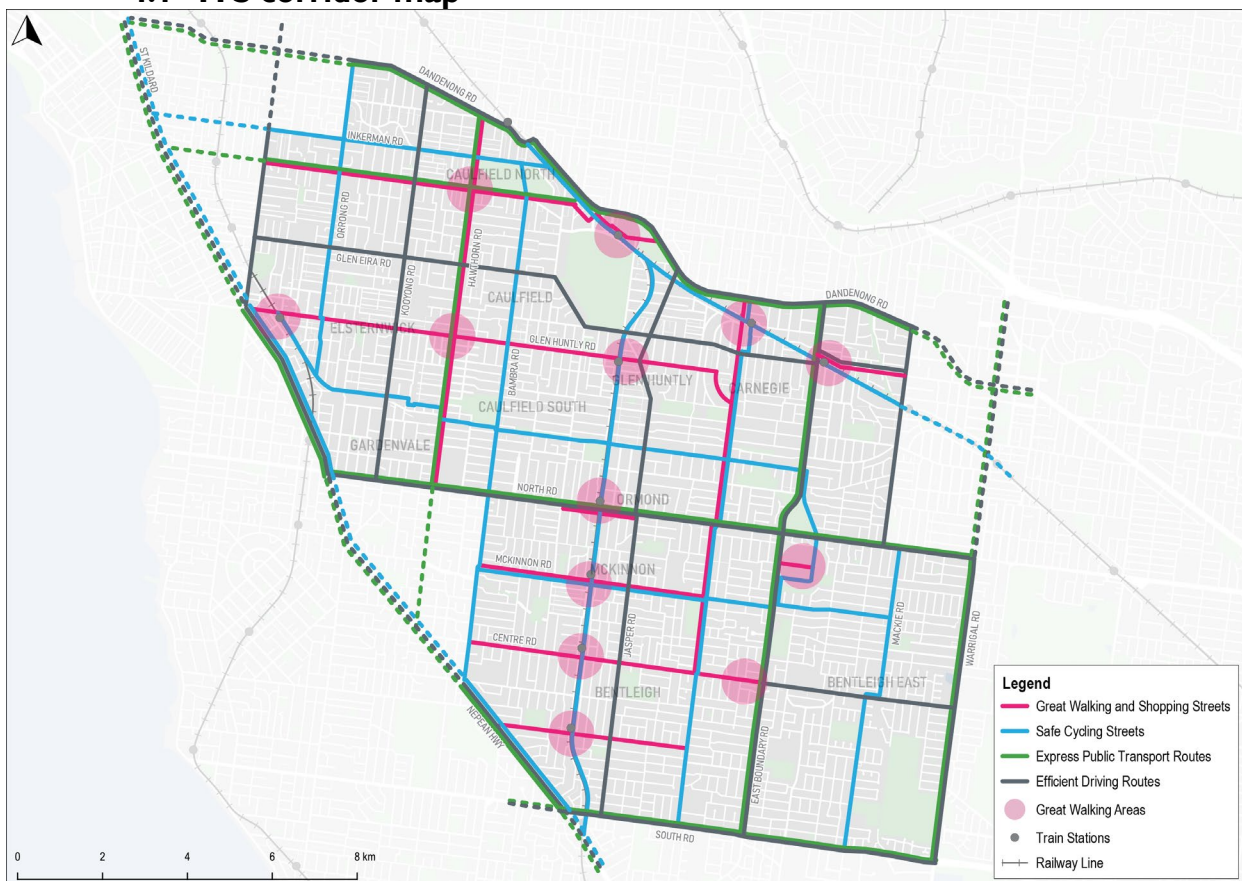 ST KILDA RD
DANDENONG RD
INKERMAN RD
CAULFIELD NORTH
ORRONG RD
GLEN EIRA RD
KOOYONG RD
HAWTHORN RD
CAULFIELD
DANDENONG RD
ELSTERNWICK
GLEN HUNTLY RD
BAMBRA RD
GLEN HUNTLY
CARNEGIE
CAULFIELD SOUTH
GARDENVALE
NORTH RD
ORMOND
MCKINNON RD
MCKINNON
MACKIE RD
WARRIGAL RD
CENTRE RD
JASPER RD
BENTLEIGH
BENTLEIGH EAST
NEPEAN HWY
EAST BOUNDARY RD
SOUTH RD
Legend
Great Walking and Shopping Streets
Safe Cycling Streets
Express Public Transport Routes
Efficient Driving Routes
Great Walking Areas
Train Stations
Railway Line
0 2 4 6 8 km